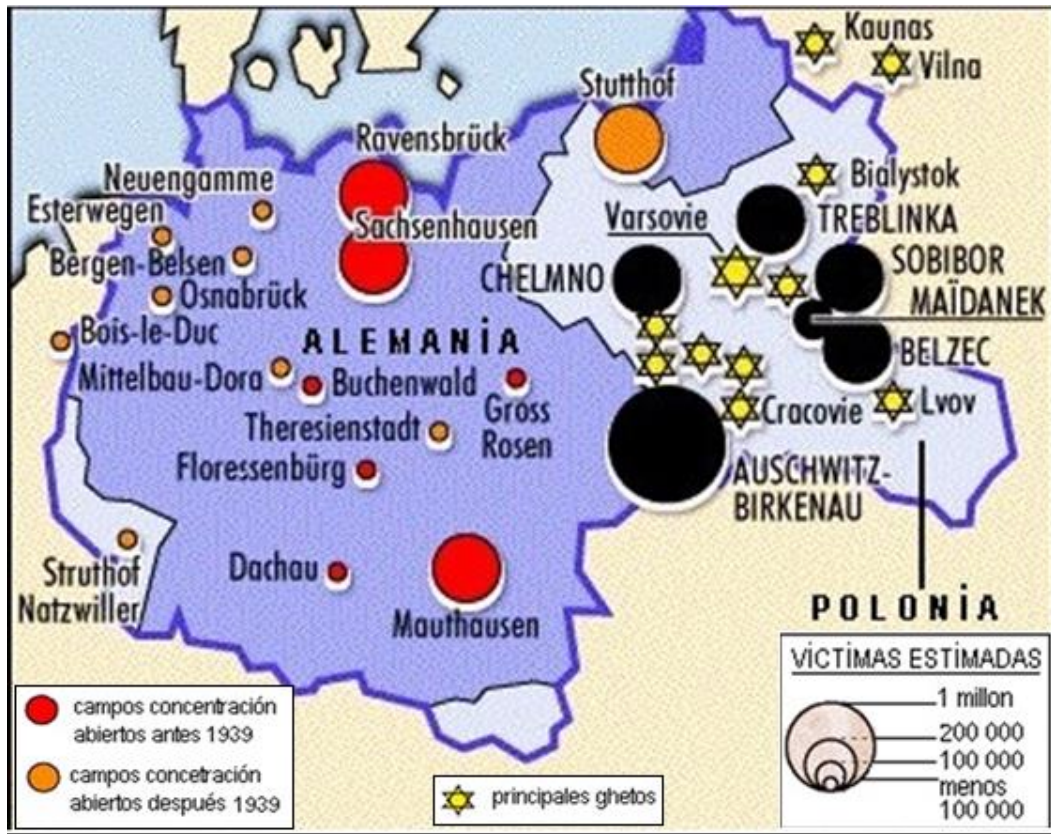 Kaunas
Vilna
Stutthof
Ravensbrück
Neuengamme
Esterwegen
Bialystok
Sachsenhausen
Varsovie
TREBLINKA
Bergen-Belsen
CHELMNO
SOBIBOR
Osnabrück
MAÏDANEK
Bois-le-Duc
ALEMANİA
BELZEC
Mittelbau-Dora
Buchenwald
Gross
Rosen
Cracovie
Lvov
Theresienstadt
Floressenbürg
AUSCHWITZ-
BIRKENAU
Struthof
Natzwiller
Dachau
Mauthausen
POLONİA
VÍCTIMAS ESTIMADAS
1 millon
200 000
100 000
menos
100 000
campos concentración
abiertos antes 1939
campos concetración
abiertos después 1939
principales ghetos